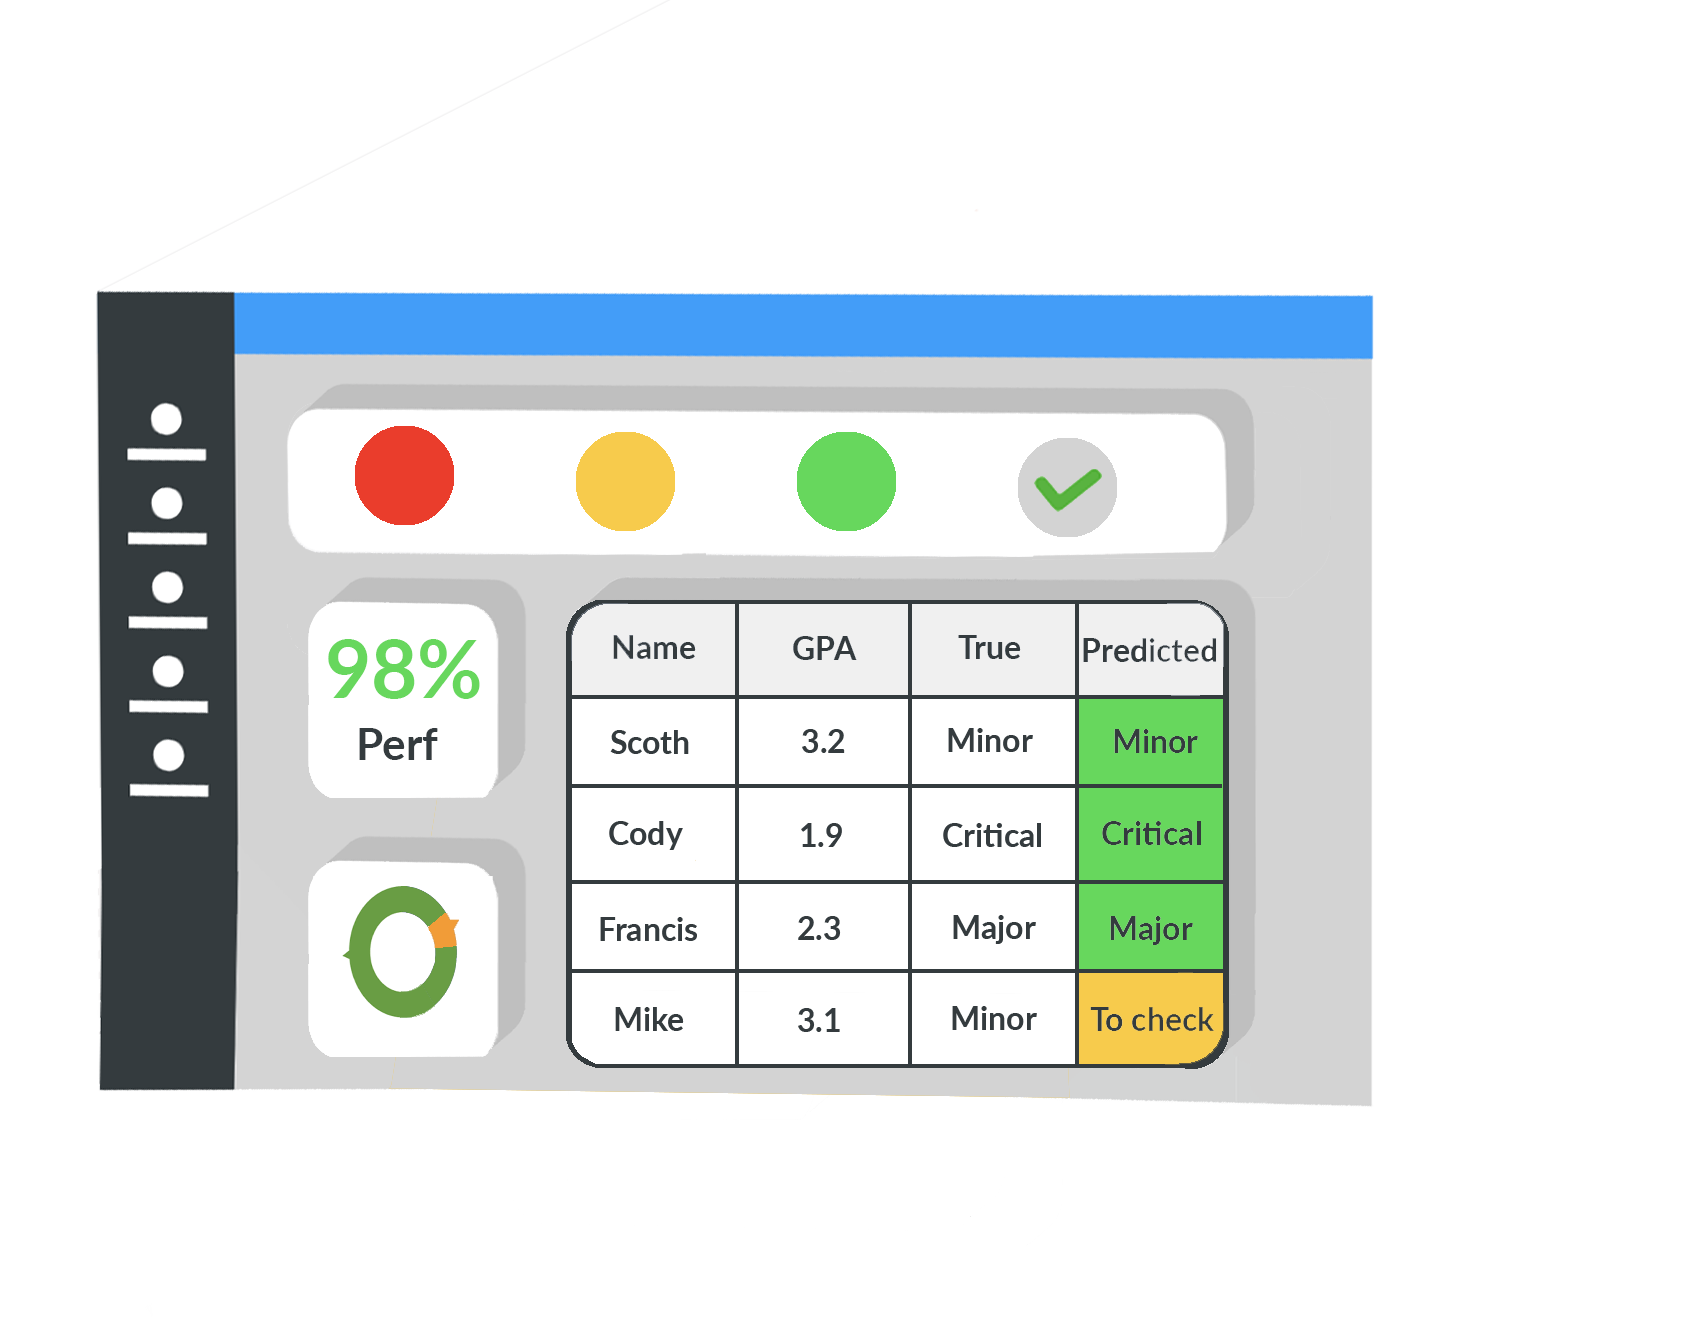 98%
Perf
Name GPA True Predicted
Scoth 3.2 Minor Minor
Cody 1.9 Critical Critical
Francis 2.3 Major Major
Mike 3.1 Minor To check